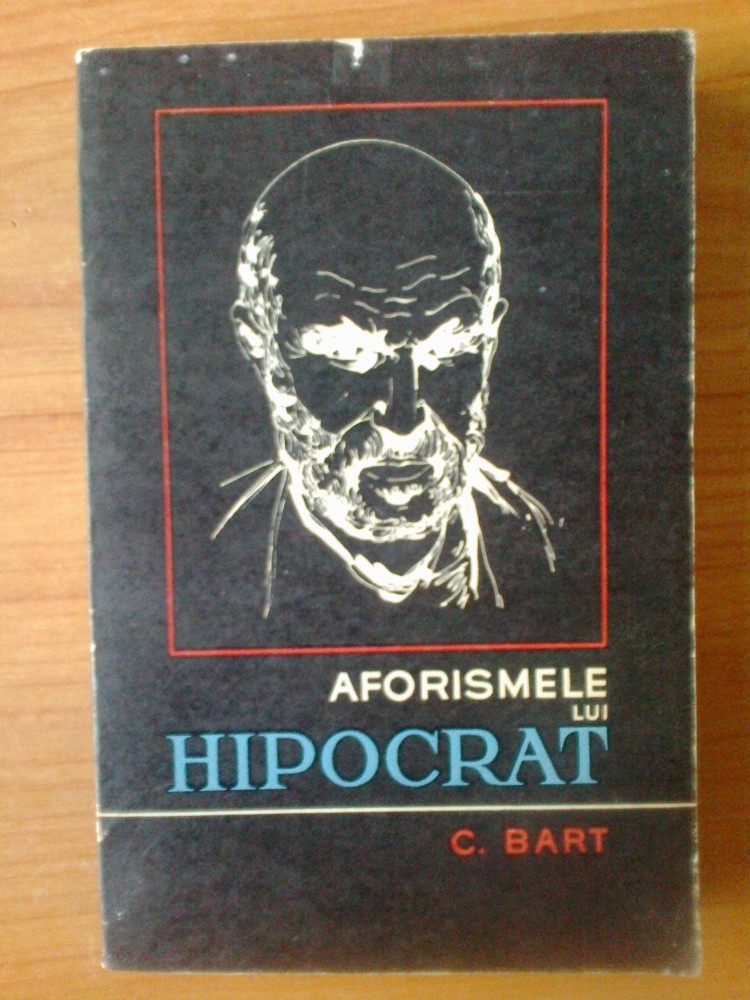 AFORISMELE
LUI
HIPOCRAT
C. BART